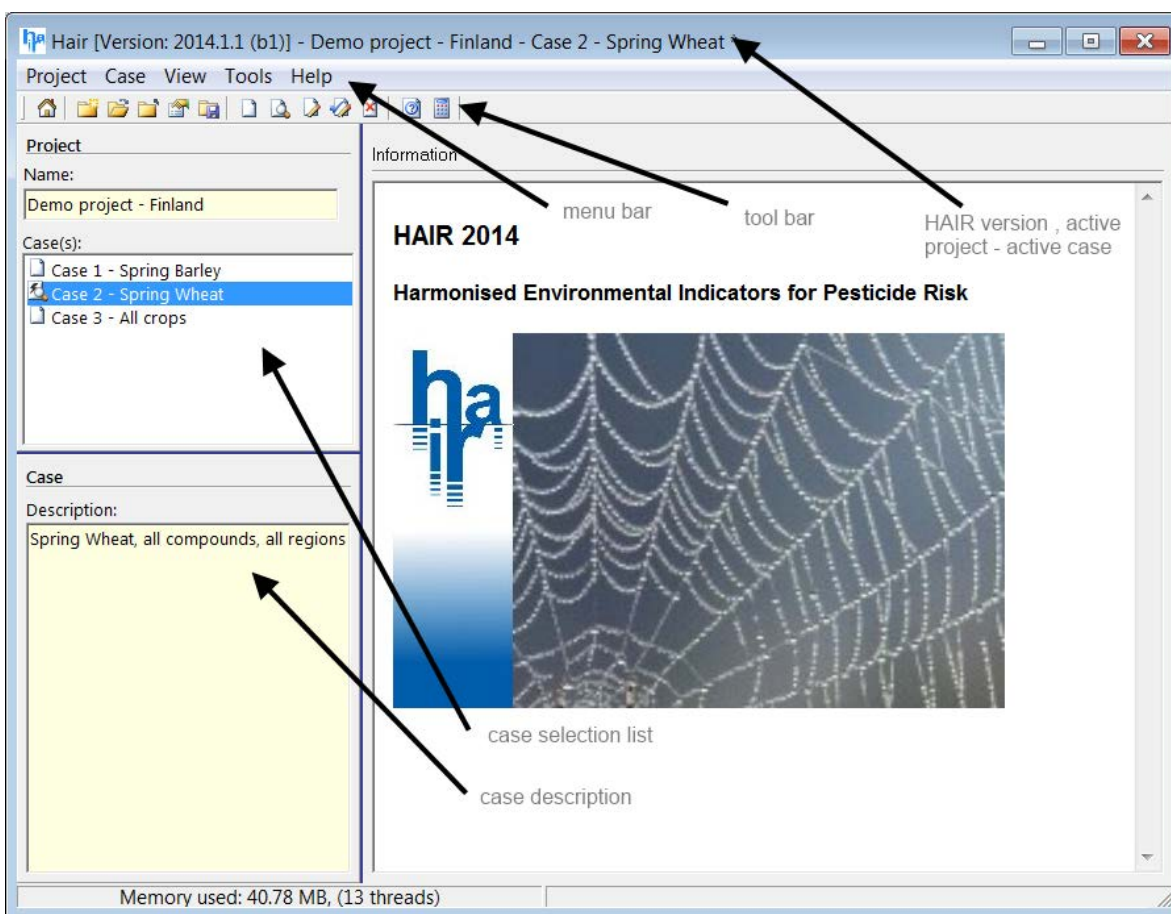 Hair [Version: 2014.1.1 (b1)] - Demo project - Finland - Case 2 - Spring Wheat *
Project Case View Tools Help
Project
Name:
Demo project - Finland
Case(s):
Case 1 - Spring Barley
Case 2 - Spring Wheat
Case 3 - All crops
Case
Description:
Spring Wheat, all compounds, all regions
Information
menu bar
tool bar
HAIR version , active
project - active case
HAIR 2014
Harmonised Environmental Indicators for Pesticide Risk
hair
case selection list
case description
Memory used: 40.78 MB, (13 threads)